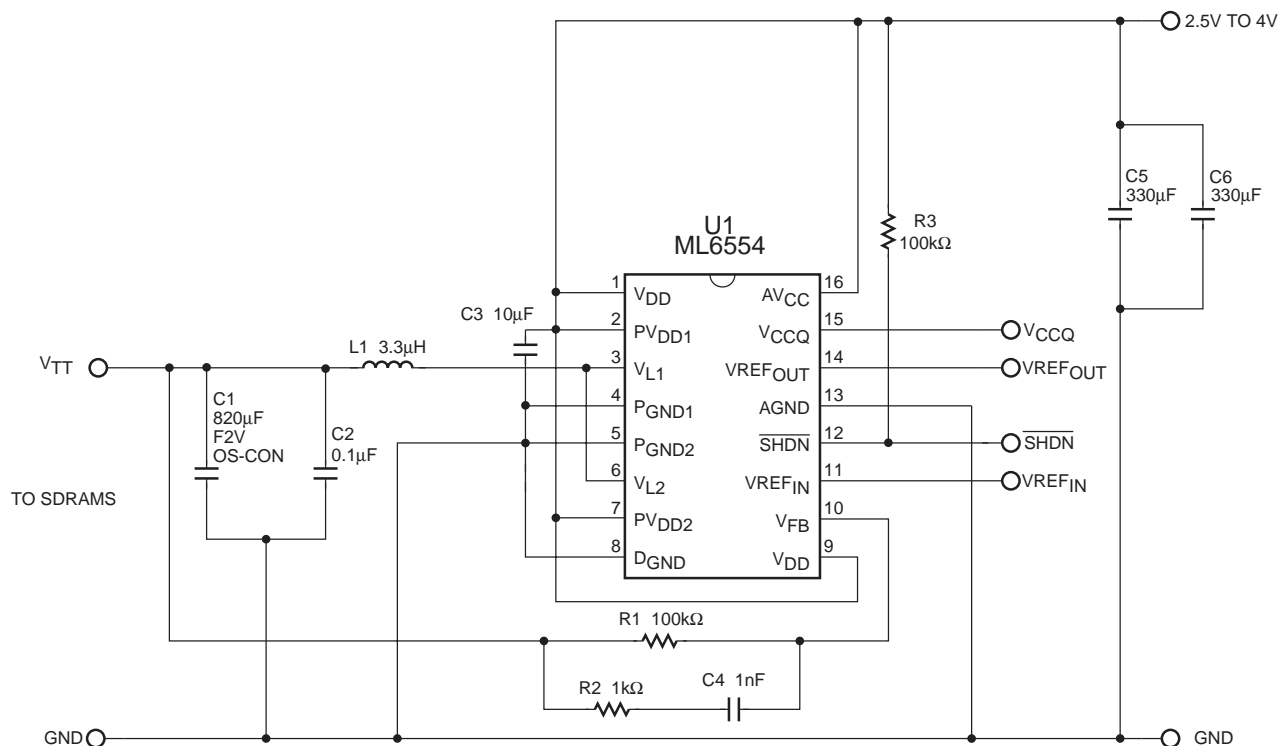 2.5V TO 4V
C5
330µF
C6
330µF
R3
100kΩ
U1
ML6554
1
VDD
AVCC
16
C3 10µF
2
PVDD1
VCCQ
15
VCCQ
VTT
L1 3.3µH
3
VL1
VREFOUT
14
VREFOUT
4
PGND1
AGND
13
C1
820µF
F2V
OS-CON
C2
0.1µF
5
PGND2
SHDN
12
SHDN
6
VL2
VREFIN
11
VREFIN
TO SDRAMS
7
PVDD2
VFB
10
8
DGND
VDD
9
R1 100kΩ
R2 1kΩ
C4 1nF
GND
GND